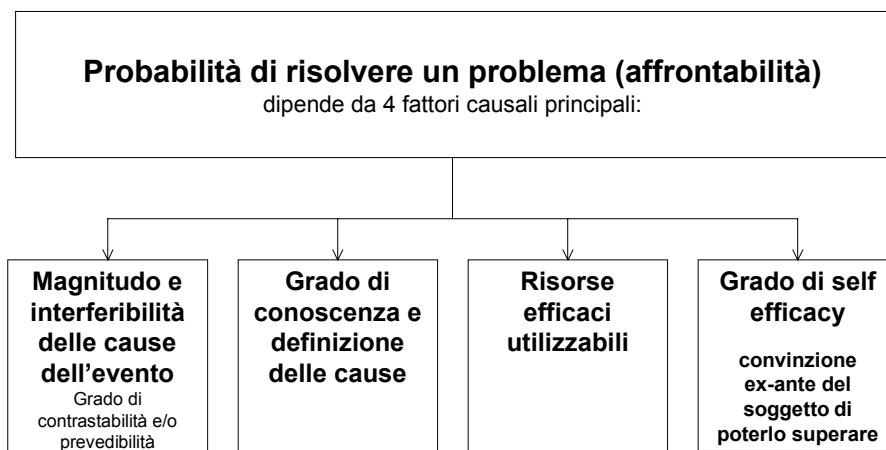 Probabilità di risolvere un problema (affrontabilità)
dipende da 4 fattori causali principali:
Magnitudo e
interferibilità
delle cause
dell'evento
Grado di
contrastabilità e/o
prevedibilità
Grado di
conoscenza e
definizione
delle cause
Risorse
efficaci
utilizzabili
Grado di self
efficacy
convinzione
ex-ante del
soggetto di
poterlo superare